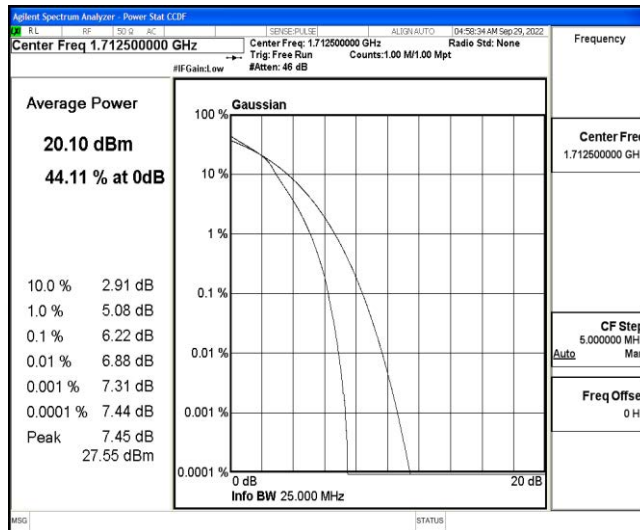 Agilent Spectrum Analyzer - Power Stat CCDF
RL RF 50 Ω AC SENSE:PULSE ALIGN AUTO 04:58:34 AM Sep 29, 2022
Center Freq 1.712500000 GHz
Center Freq: 1.712500000 GHz Radio Std: None
Trig: Free Run Counts:1.00 M/1.00 Mpt
#IFGain:Low #Atten: 46 dB
Frequency
Average Power
20.10 dBm
44.11 % at 0dB
10.0 % 2.91 dB
1.0 % 5.08 dB
0.1 % 6.22 dB
0.01 % 6.88 dB
0.001 % 7.31 dB
0.0001 % 7.44 dB
Peak 7.45 dB
27.55 dBm
Gaussian
100 %
10 %
1 %
0.1 %
0.01 %
0.001 %
0.0001 %
0 dB 20 dB
Info BW 25.000 MHz
Center Fre
1.712500000 GH
CF Step
5.000000 MH
Auto Ma
Freq Offse
0 H
MSG STATUS